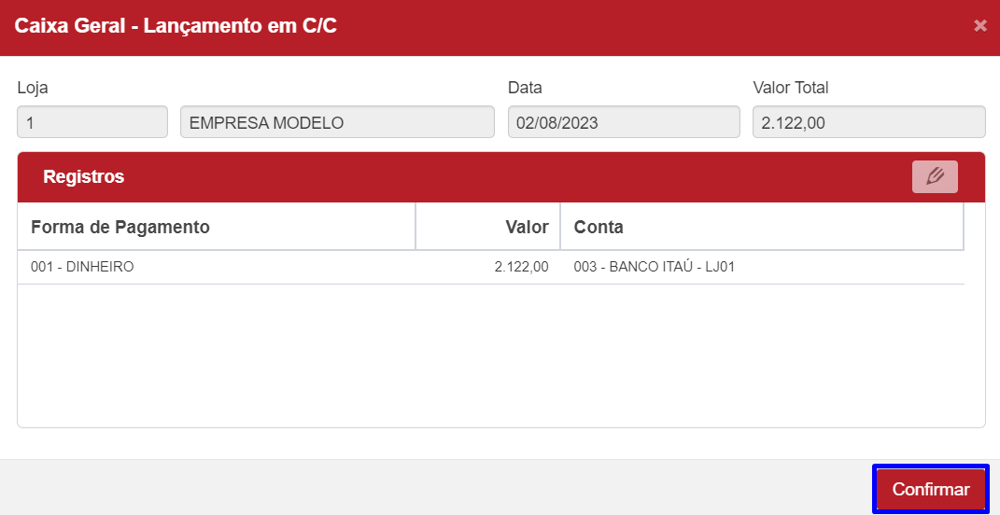 Caixa Geral - Lançamento em C/C ×
Loja Data Valor Total
1 EMPRESA MODELO 02/08/2023 2.122,00
Registros
Forma de Pagamento Valor Conta
001 - DINHEIRO 2.122,00 003 - BANCO ITAÚ - LJ01
Confirmar